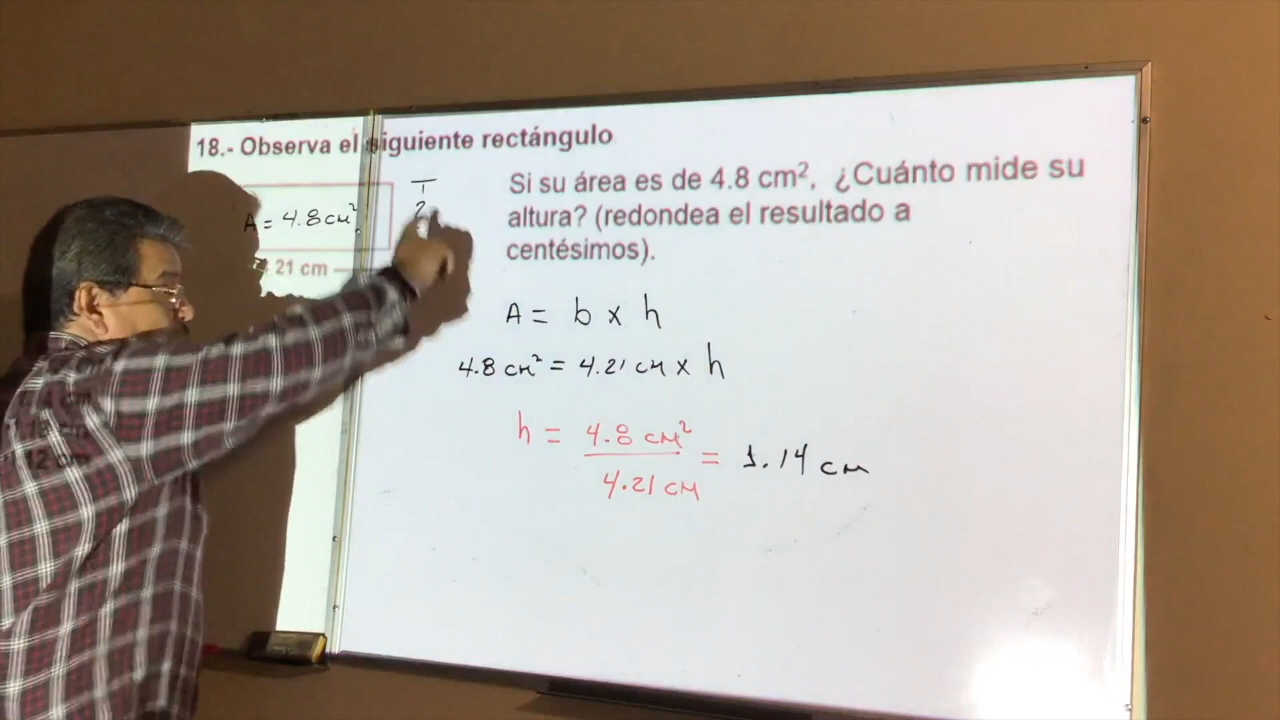 18.- Observa el siguiente rectángulo
A = 4.8 cm²
21 cm
Si su área es de 4.8 cm², ¿Cuánto mide su
altura? (redondea el resultado a
centésimos).
A = b x h
4.8 cm² = 4.21 cm x h
h = 4.8 cm²
4.21 cm
= 1.14 cm
12 cm